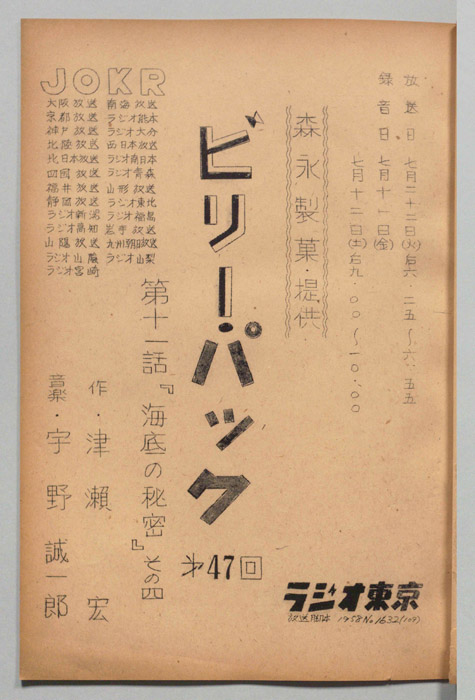 放送日 七月二十二日(火)后六・二五〜六・五五
録音日 七月十一日(金)
七月十二日(土)后九・〇〇〜一〇・〇〇
森永製菓・提供
ビリー・パック
才47回
第十一話『海底の秘密』その四
作・津瀬 宏
音楽・宇野誠一郎
JOKR
大阪放送 南海放送
京都放送 ラジオ熊本
神戸放送 ラジオ大分
北陸放送 西日本放送
北日本放送 ラジオ南日本
四国放送 ラジオ青森
福井放送 山形放送
静岡放送 ラジオ東北
ラジオ新潟 ラジオ福島
ラジオ高知 岩手放送
山陽放送 九州朝日放送
ラジオ山陰 ラジオ山梨
ラジオ宮崎
ラジオ東京
放送脚本 1958 No.1632(109)